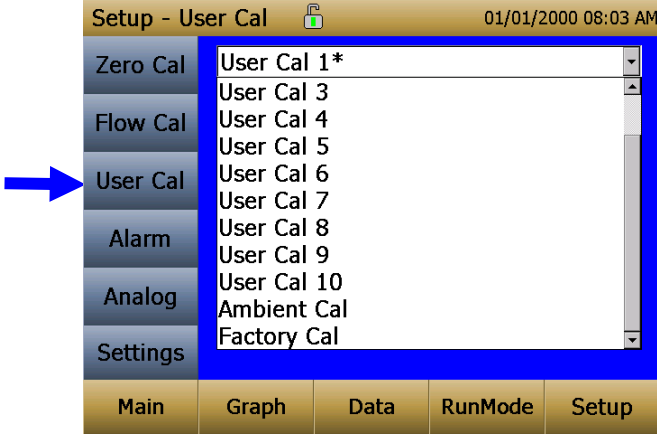 Setup - User Cal 01/01/2000 08:03 AM
Zero Cal
Flow Cal
User Cal
Alarm
Analog
Settings
User Cal 1*
User Cal 3
User Cal 4
User Cal 5
User Cal 6
User Cal 7
User Cal 8
User Cal 9
User Cal 10
Ambient Cal
Factory Cal
Main Graph Data RunMode Setup